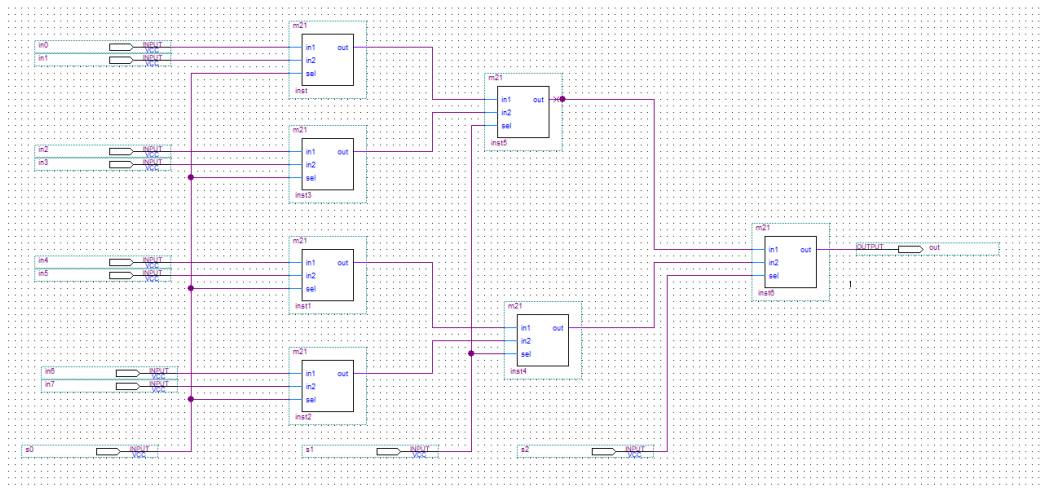 m21
in0 INPUT VCC
in1 INPUT VCC
in1 out
in2
sel
inst
m21
in1 out
in2
sel
inst5
m21
in2 INPUT VCC
in3 INPUT VCC
in1 out
in2
sel
inst3
m21
in4 INPUT VCC
in5 INPUT VCC
in1 out
in2
sel
inst1
m21
in1 out
in2
sel
inst6
OUTPUT out
m21
in1 out
in2
sel
inst4
m21
in6 INPUT VCC
in7 INPUT VCC
in1 out
in2
sel
inst2
s0 INPUT VCC
s1 INPUT VCC
s2 INPUT VCC